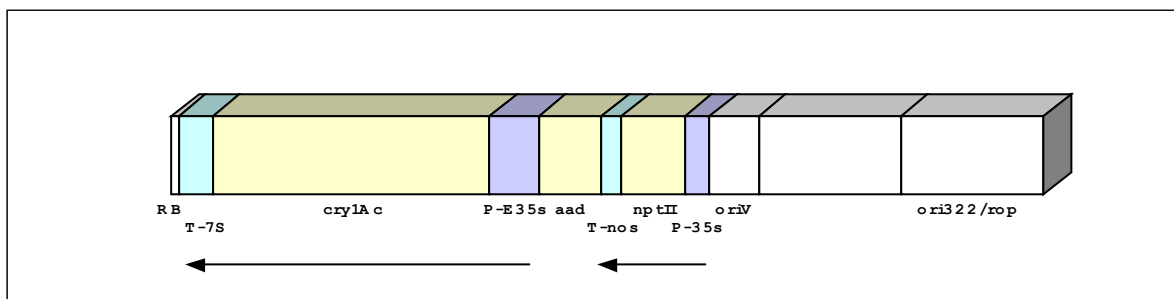 RB cry1Ac P-E35s aad nptII oriV ori322/rop
T-7S T-nos P-35s